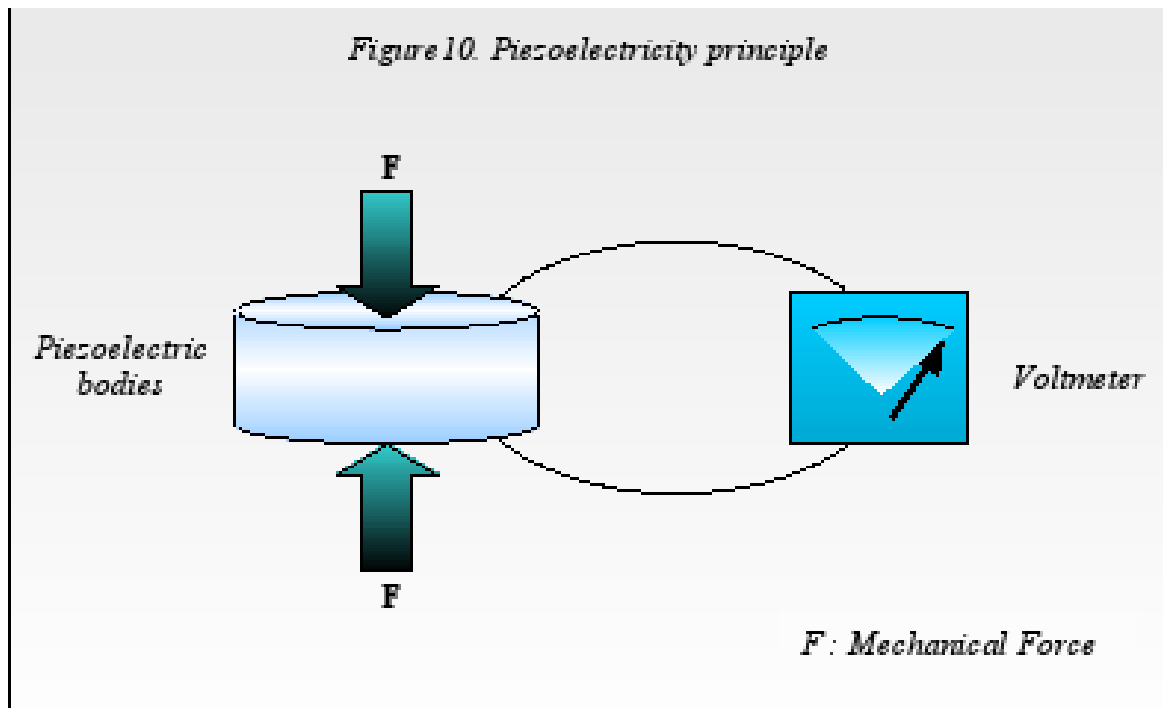 Figure 10. Piezoelectricity principle
F
Piezoelectric
bodies
Voltmeter
F
F : Mechanical Force